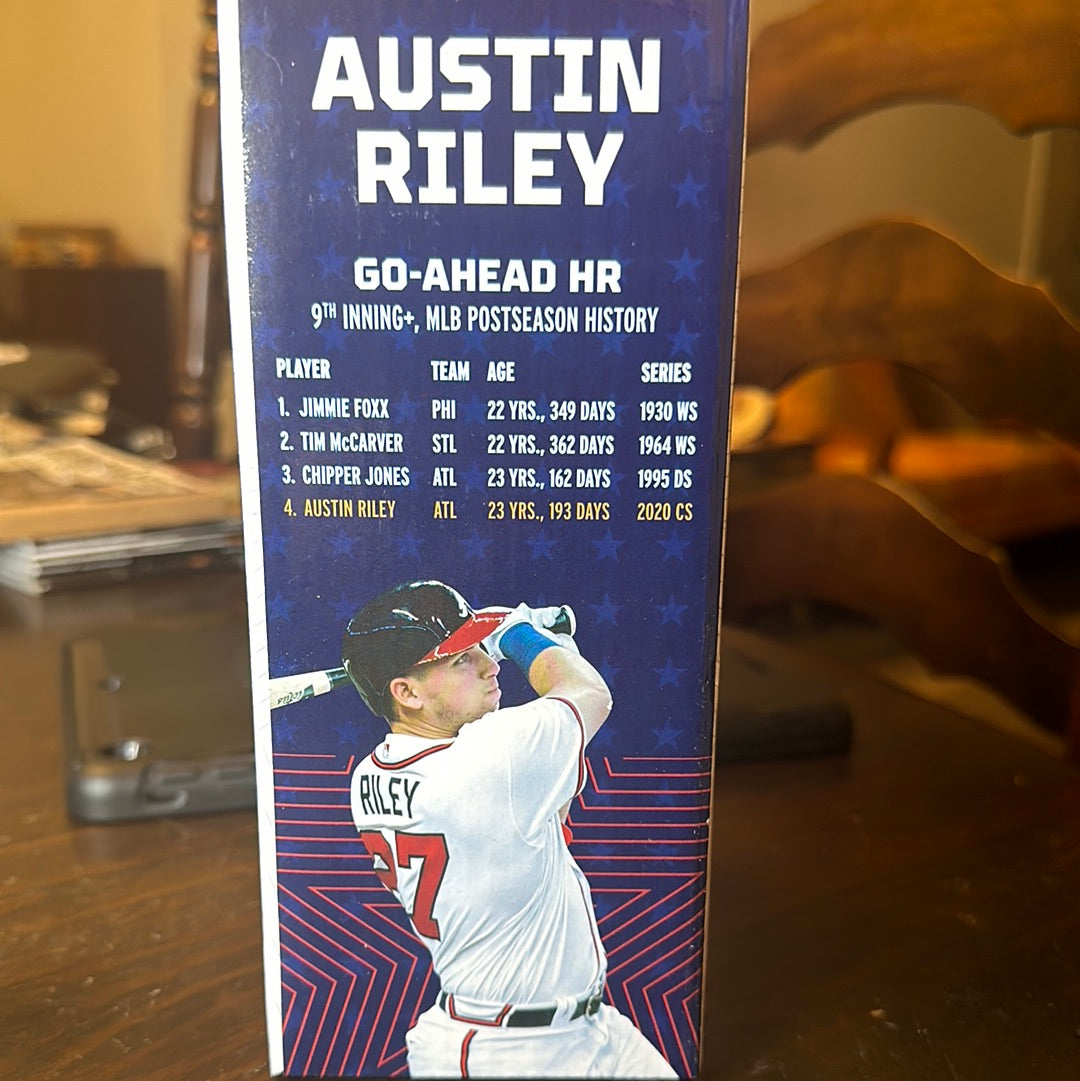 AUSTIN
RILEY
GO-AHEAD HR
9TH INNING+, MLB POSTSEASON HISTORY
PLAYER TEAM AGE SERIES
1. JIMMIE FOXX PHI 22 YRS., 349 DAYS 1930 WS
2. TIM McCARVER STL 22 YRS., 362 DAYS 1964 WS
3. CHIPPER JONES ATL 23 YRS., 162 DAYS 1995 DS
4. AUSTIN RILEY ATL 23 YRS., 193 DAYS 2020 CS
RILEY
27